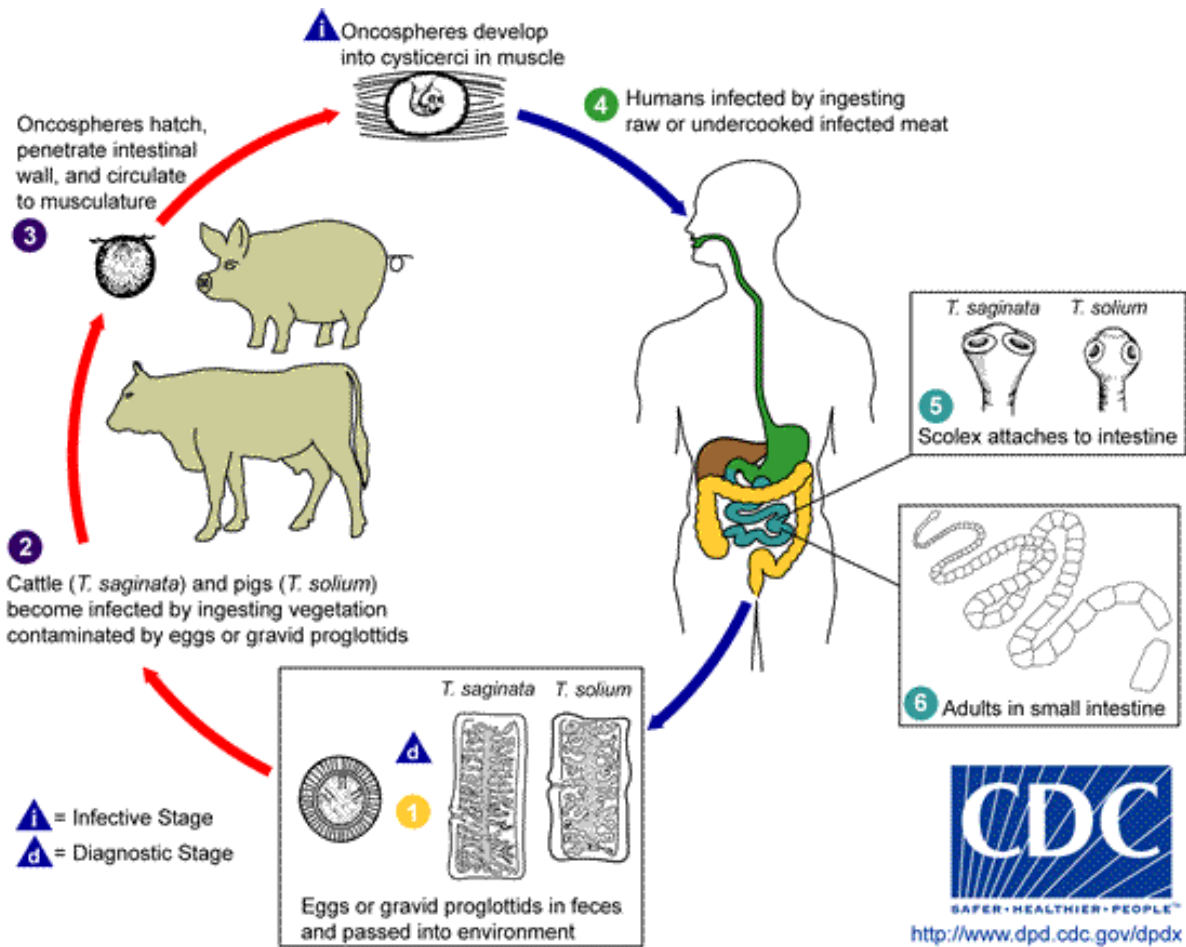 i
Oncospheres develop
into cysticerci in muscle
4
Humans infected by ingesting
raw or undercooked infected meat
Oncospheres hatch,
penetrate intestinal
wall, and circulate
to musculature
3
T. saginata T. solium
5
Scolex attaches to intestine
2
Cattle (T. saginata) and pigs (T. solium)
become infected by ingesting vegetation
contaminated by eggs or gravid proglottids
6
Adults in small intestine
T. saginata T. solium
d
1
Eggs or gravid proglottids in feces
and passed into environment
i = Infective Stage
d = Diagnostic Stage
CDC
SAFER·HEALTHIER·PEOPLE™
http://www.dpd.cdc.gov/dpdx